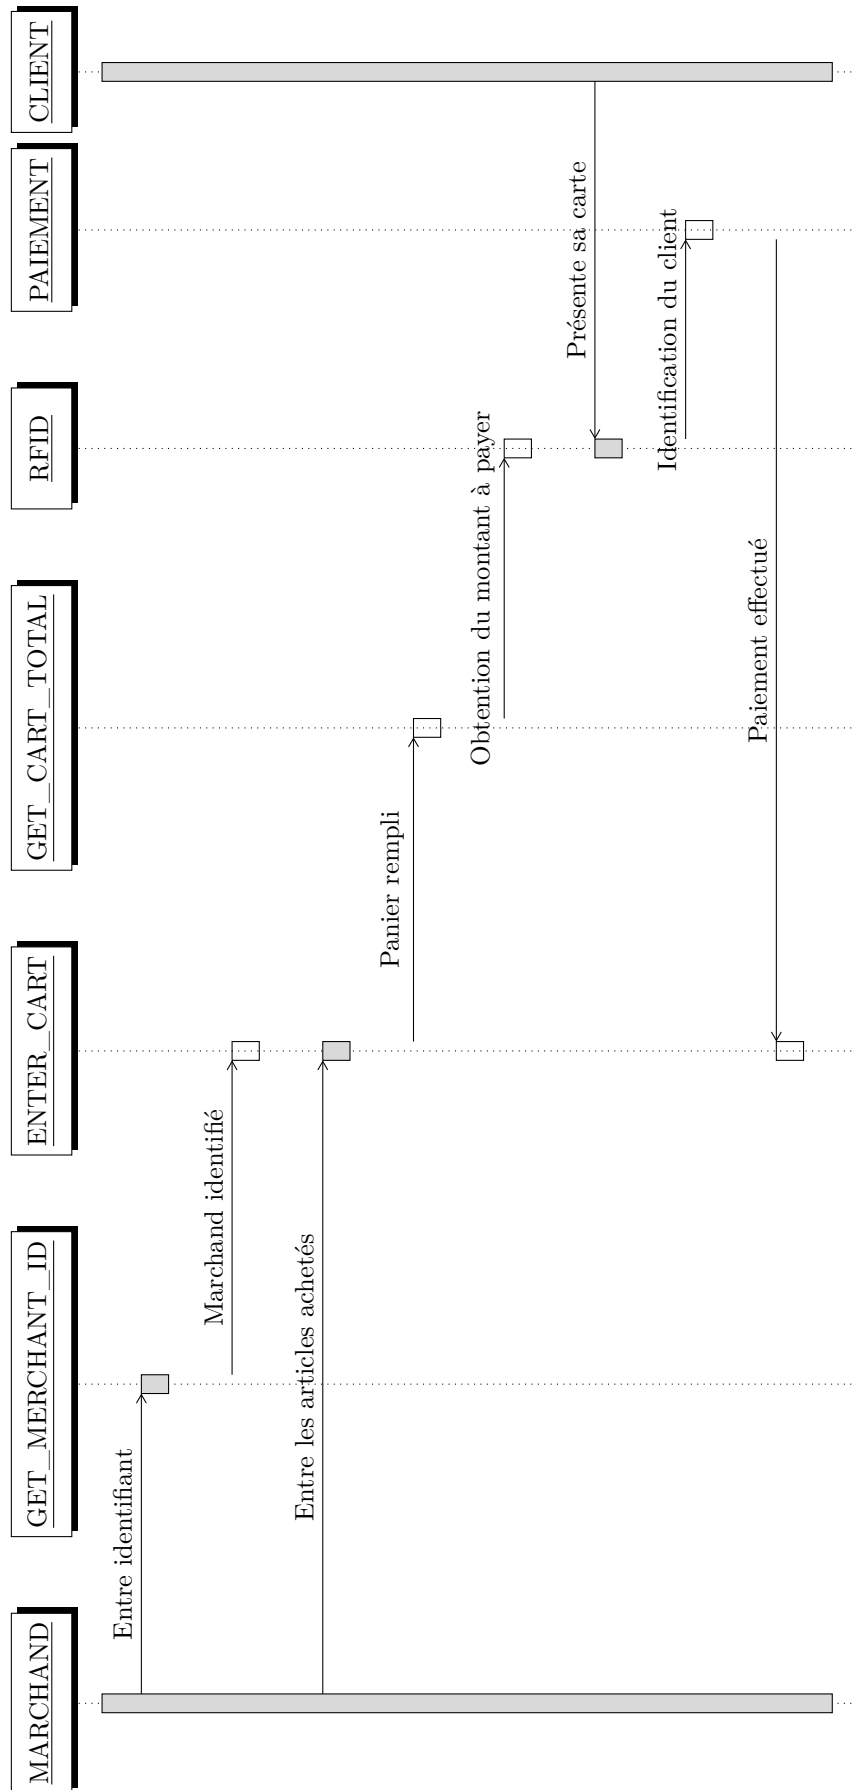 MARCHAND
GET_MERCHANT_ID
ENTER_CART
GET_CART_TOTAL
RFID
PAIEMENT
CLIENT
Entre identifiant
Marchand identifié
Entre les articles achetés
Panier rempli
Obtention du montant à payer
Présente sa carte
Identification du client
Paiement effectué